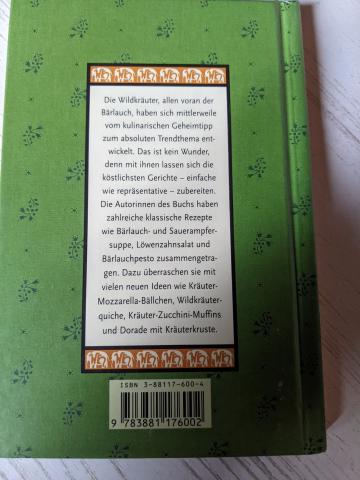 Die Wildkräuter, allen voran der
Bärlauch, haben sich mittlerweile
vom kulinarischen Geheimtipp
zum absoluten Trendthema ent-
wickelt. Das ist kein Wunder,
denn mit ihnen lassen sich die
köstlichsten Gerichte – einfache
wie repräsentative – zubereiten.
Die Autorinnen des Buchs haben
zahlreiche klassische Rezepte
wie Bärlauch- und Sauerampfer-
suppe, Löwenzahnsalat und
Bärlauchpesto zusammengetra-
gen. Dazu überraschen sie mit
vielen neuen Ideen wie Kräuter-
Mozzarella-Bällchen, Wildkräuter-
quiche, Kräuter-Zucchini-Muffins
und Dorade mit Kräuterkruste.
ISBN 3-88117-600-4
9 783881 176002